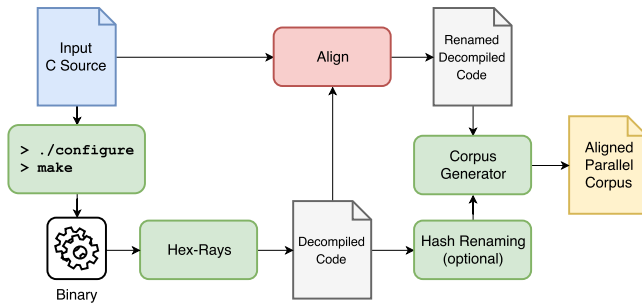 Input
C Source
Align
Renamed
Decompiled
Code
> ./configure
> make
Corpus
Generator
Aligned
Parallel
Corpus
Binary
Hex-Rays
Decompiled
Code
Hash Renaming
(optional)